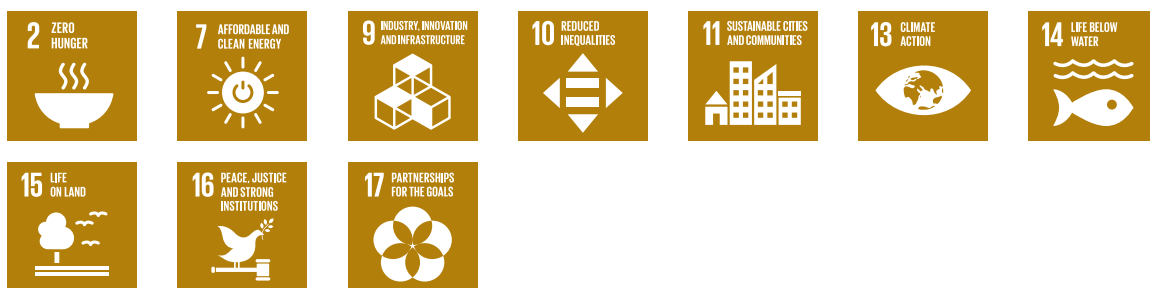 2 ZERO
HUNGER
7 AFFORDABLE AND
CLEAN ENERGY
9 INDUSTRY, INNOVATION
AND INFRASTRUCTURE
10 REDUCED
INEQUALITIES
11 SUSTAINABLE CITIES
AND COMMUNITIES
13 CLIMATE
ACTION
14 LIFE BELOW
WATER
15 LIFE
ON LAND
16 PEACE, JUSTICE
AND STRONG
INSTITUTIONS
17 PARTNERSHIPS
FOR THE GOALS